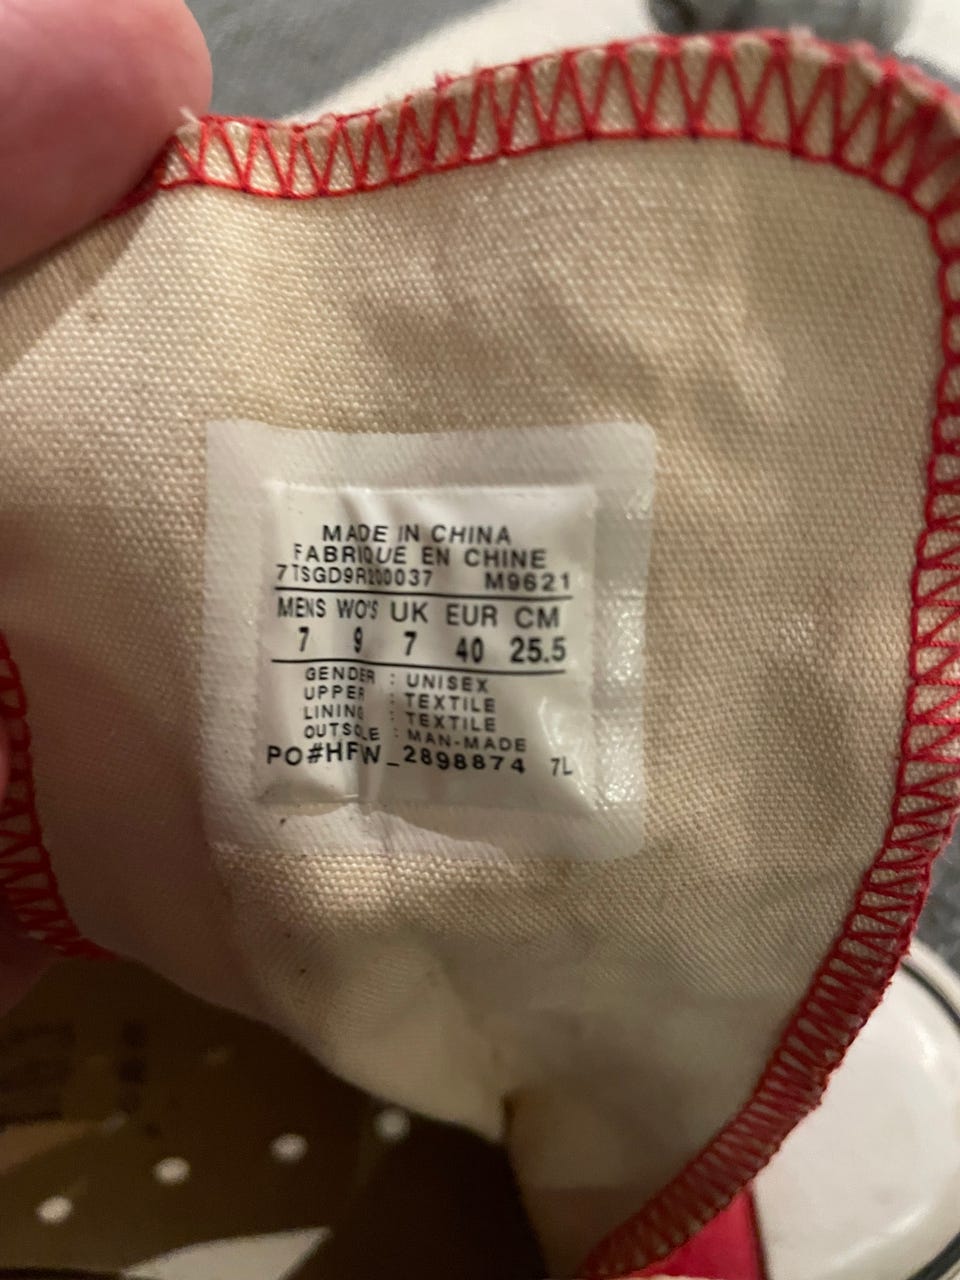 MADE IN CHINA
FABRIQUE EN CHINE
7TSGD9R200037 M9621
MENS WO'S UK EUR CM
7 9 7 40 25.5
GENDER : UNISEX
UPPER : TEXTILE
LINING : TEXTILE
OUTSOLE : MAN-MADE
PO#HFW_2898874 7L